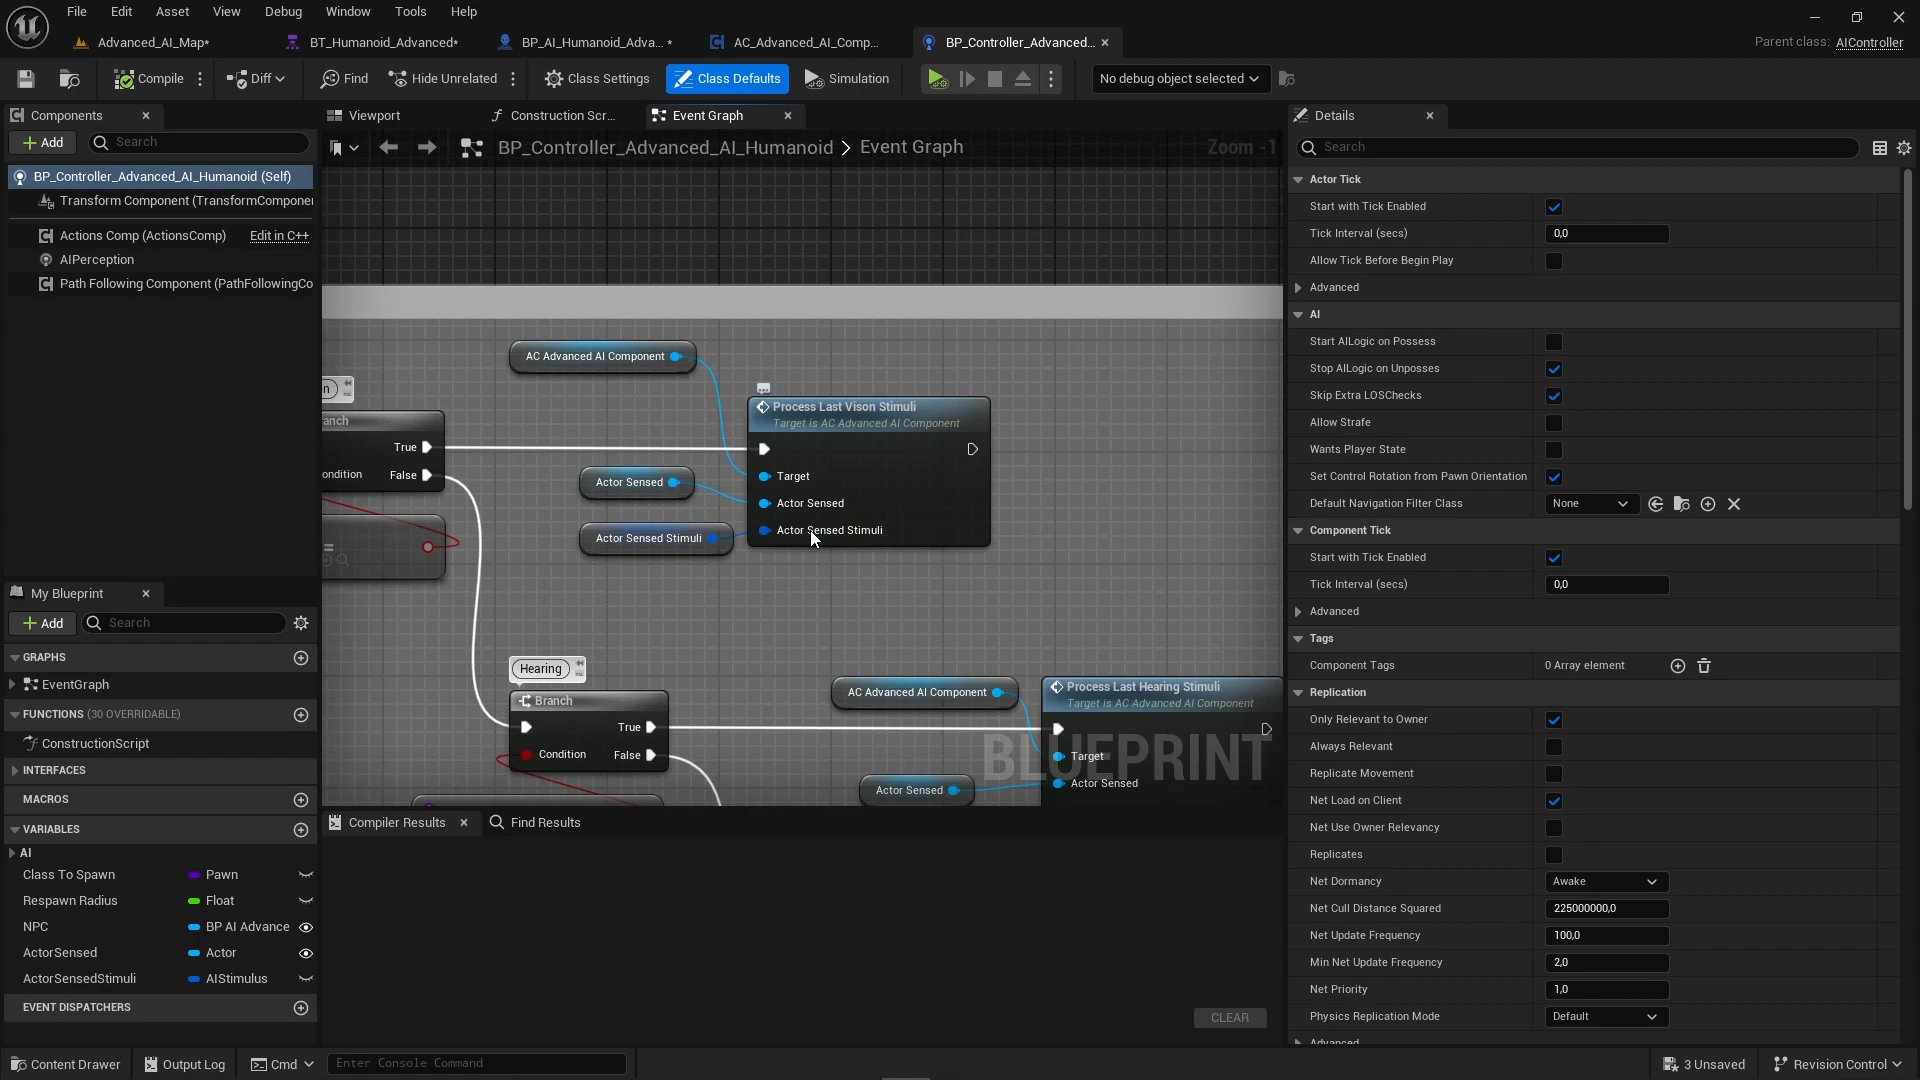 File Edit Asset View Debug Window Tools Help
Advanced_AI_Map* BT_Humanoid_Advanced* BP_AI_Humanoid_Adva... * AC_Advanced_AI_Comp... BP_Controller_Advanced... Parent class: AIController
Compile Diff Find Hide Unrelated Class Settings Class Defaults Simulation No debug object selected
Components
Add Search
BP_Controller_Advanced_AI_Humanoid (Self)
Transform Component (TransformComponer
Actions Comp (ActionsComp) Edit in C++
AIPerception
Path Following Component (PathFollowingCo
My Blueprint
Add Search
GRAPHS
EventGraph
FUNCTIONS (30 OVERRIDABLE)
ConstructionScript
INTERFACES
MACROS
VARIABLES
AI
Class To Spawn Pawn
Respawn Radius Float
NPC BP AI Advance
ActorSensed Actor
ActorSensedStimuli AIStimulus
EVENT DISPATCHERS
Viewport Construction Scr... Event Graph
BP_Controller_Advanced_AI_Humanoid > Event Graph Zoom -1
AC Advanced AI Component
n
ranch
True
ondition False
Process Last Vison Stimuli
Target is AC Advanced AI Component
Target
Actor Sensed Actor Sensed
Actor Sensed Stimuli Actor Sensed Stimuli
Hearing
Branch
True
Condition False
AC Advanced AI Component
Process Last Hearing Stimuli
Target is AC Advanced AI Component
Target
Actor Sensed Actor Sensed
BLUEPRINT
Compiler Results Find Results
CLEAR
Details
Search
Actor Tick
Start with Tick Enabled
Tick Interval (secs) 0,0
Allow Tick Before Begin Play
Advanced
AI
Start AILogic on Possess
Stop AILogic on Unposses
Skip Extra LOSChecks
Allow Strafe
Wants Player State
Set Control Rotation from Pawn Orientation
Default Navigation Filter Class None
Component Tick
Start with Tick Enabled
Tick Interval (secs) 0,0
Advanced
Tags
Component Tags 0 Array element
Replication
Only Relevant to Owner
Always Relevant
Replicate Movement
Net Load on Client
Net Use Owner Relevancy
Replicates
Net Dormancy Awake
Net Cull Distance Squared 225000000,0
Net Update Frequency 100,0
Min Net Update Frequency 2,0
Net Priority 1,0
Physics Replication Mode Default
Advanced
Content Drawer Output Log Cmd Enter Console Command 3 Unsaved Revision Control